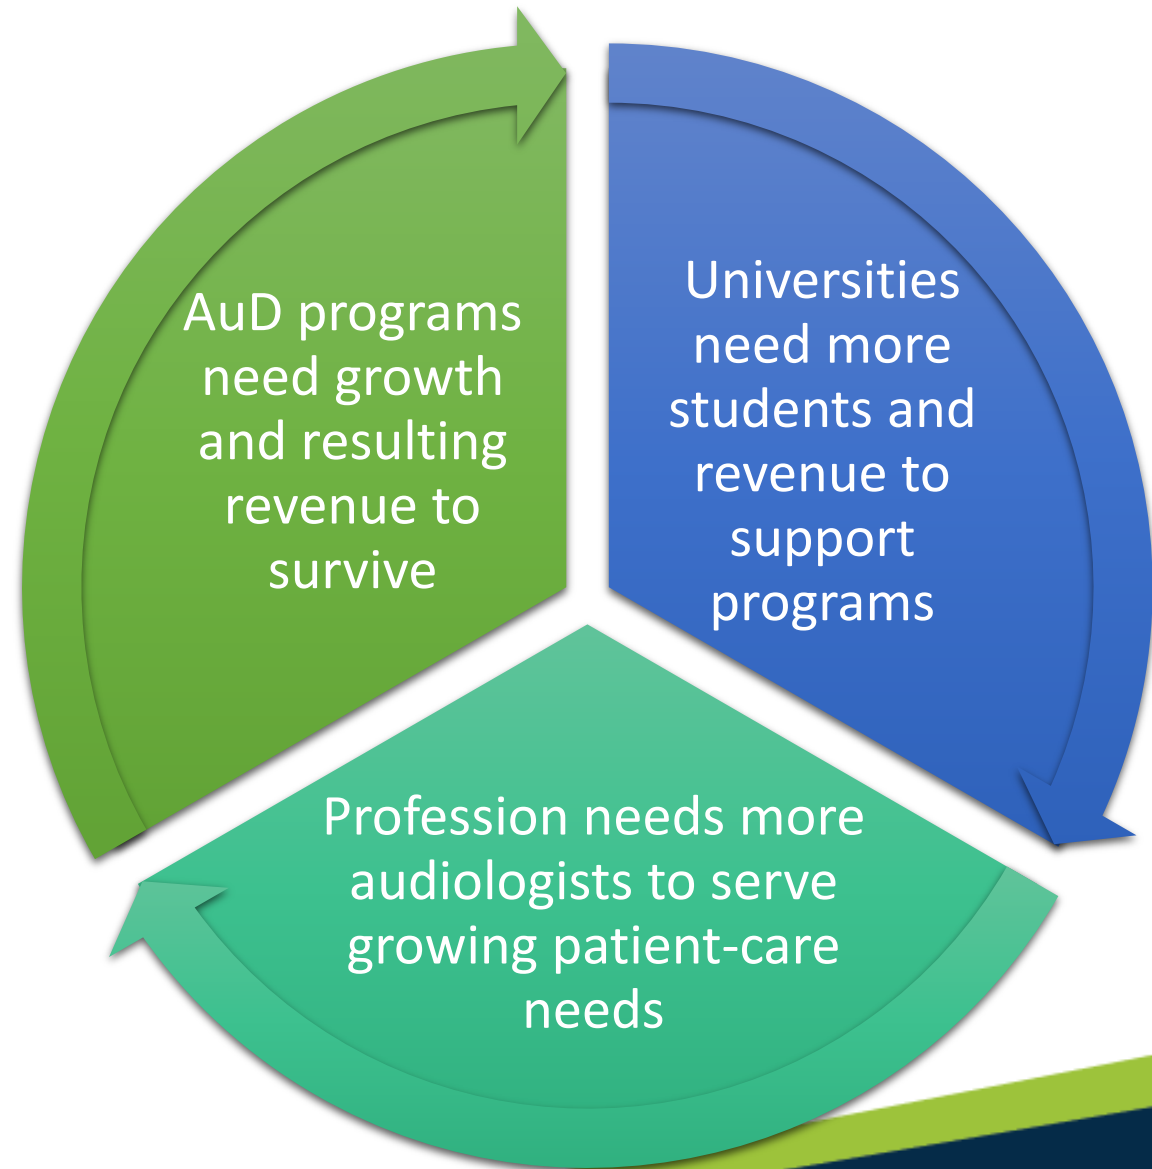 AuD programs
need growth
and resulting
revenue to
survive
Universities
need more
students and
revenue to
support
programs
Profession needs more
audiologists to serve
growing patient-care
needs